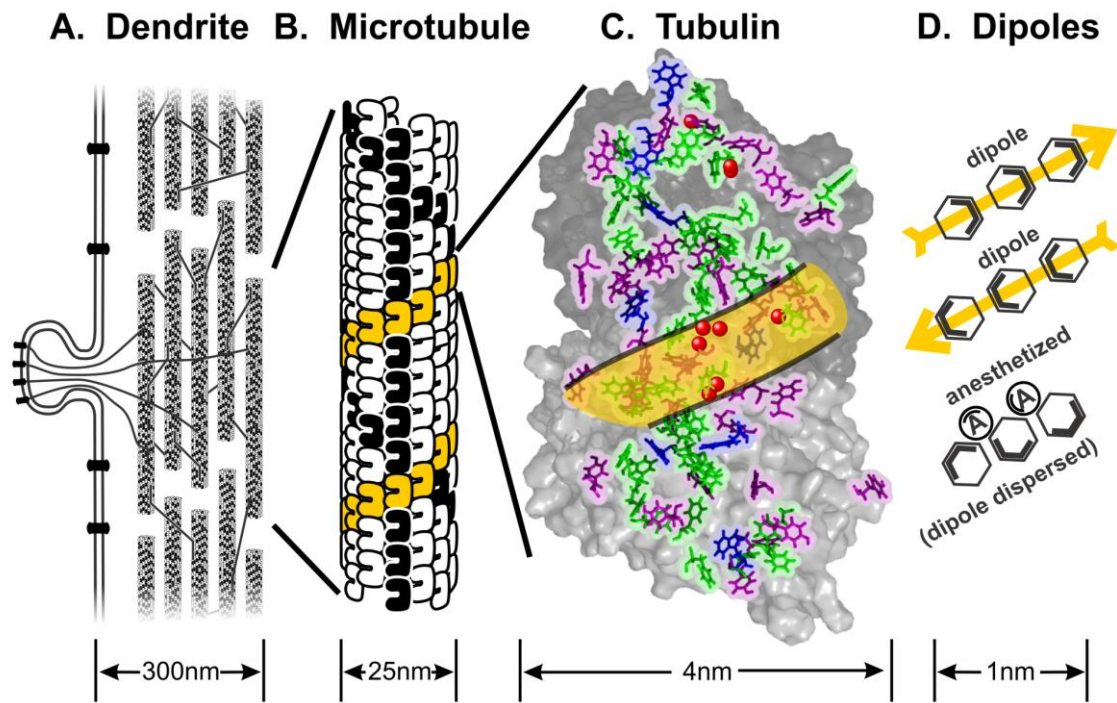 A. Dendrite
B. Microtubule
C. Tubulin
D. Dipoles
dipole
dipole
anesthetized
A
A
(dipole dispersed)
300nm
25nm
4nm
1nm